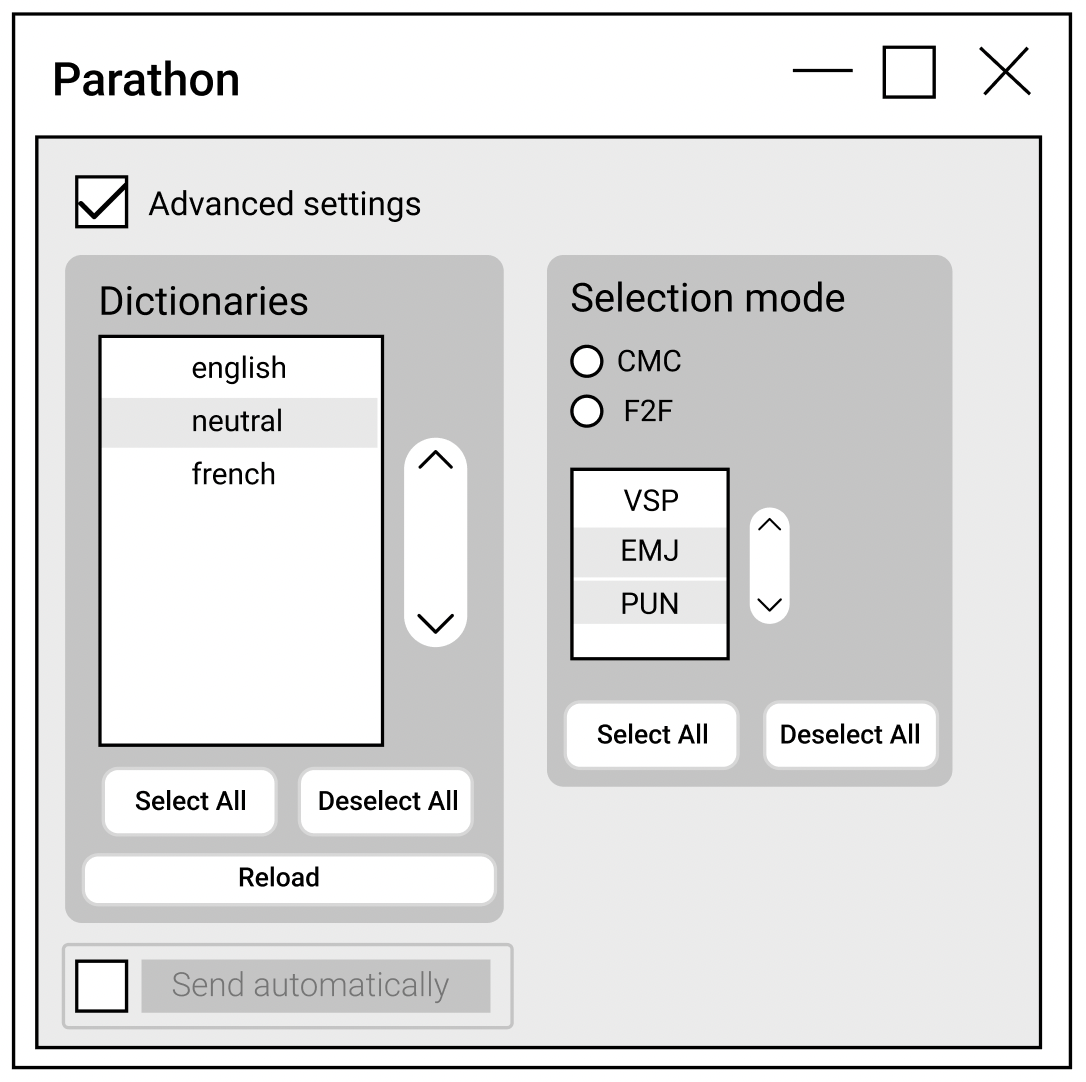 Parathon
Advanced settings
Dictionaries
english
neutral
french
Select All
Deselect All
Reload
Selection mode
CMC
F2F
VSP
EMJ
PUN
Select All
Deselect All
Send automatically